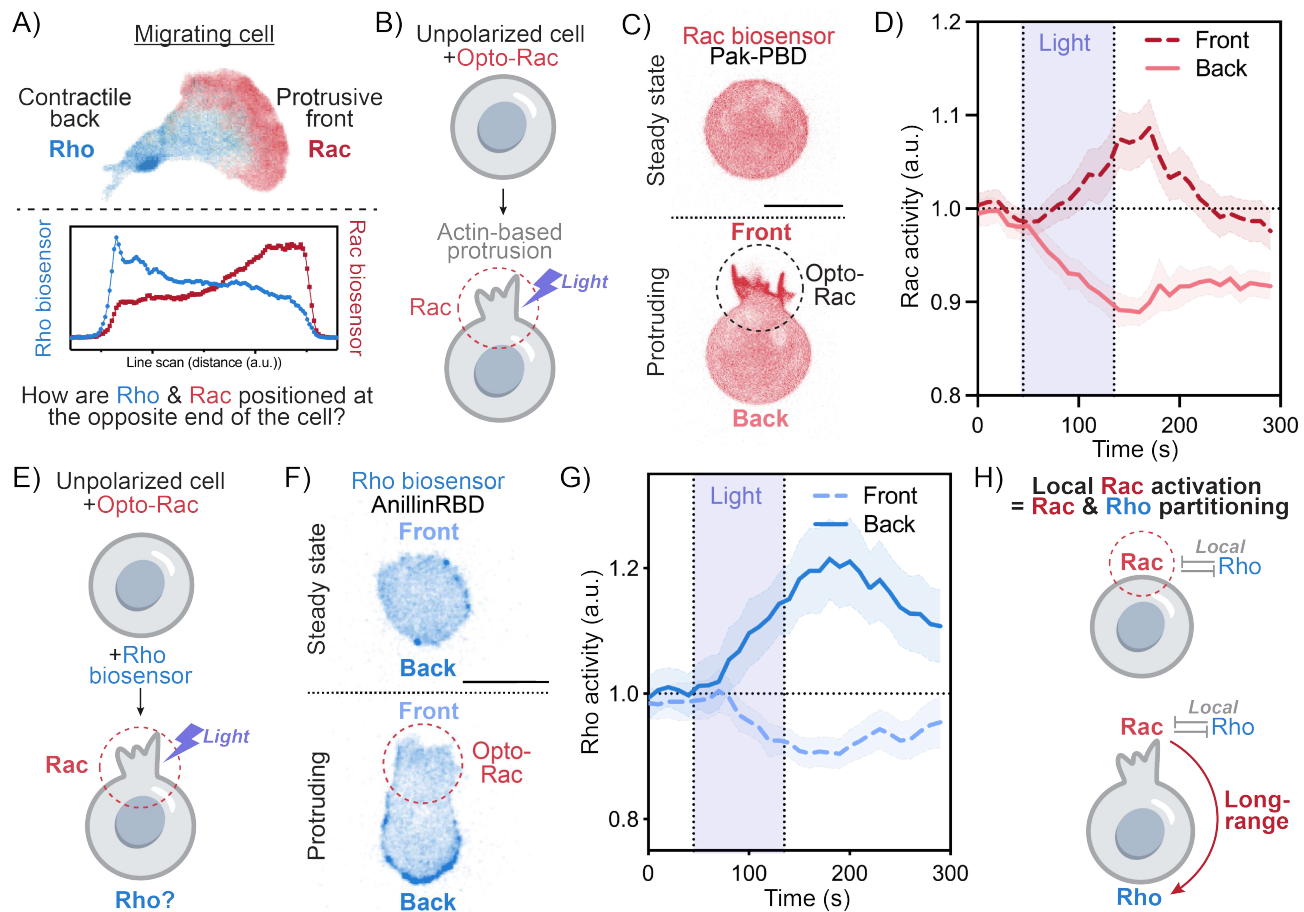 A)
Migrating cell
Contractile
back
Rho
Protrusive
front
Rac
Rho biosensor
Rac biosensor
Line scan (distance (a.u.))
How are Rho & Rac positioned at
the opposite end of the cell?
B)
Unpolarized cell
+Opto-Rac
Actin-based
protrusion
Light
Rac
C)
Rac biosensor
Pak-PBD
Steady state
Protruding
Front
Opto-
Rac
Back
D)
Light
Front
Back
Rac activity (a.u.)
1.2
1.1
1.0
0.9
0.8
0
100
200
300
Time (s)
E)
Unpolarized cell
+Opto-Rac
+Rho
biosensor
Light
Rac
Rho?
F)
Rho biosensor
AnillinRBD
Steady state
Front
Back
Protruding
Front
Opto-
Rac
Back
G)
Light
Front
Back
Rho activity (a.u.)
1.2
1.0
0.8
0
100
200
300
Time (s)
H)
Local Rac activation
= Rac & Rho partitioning
Rac
Local
Rho
Rac
Local
Rho
Long-
range
Rho